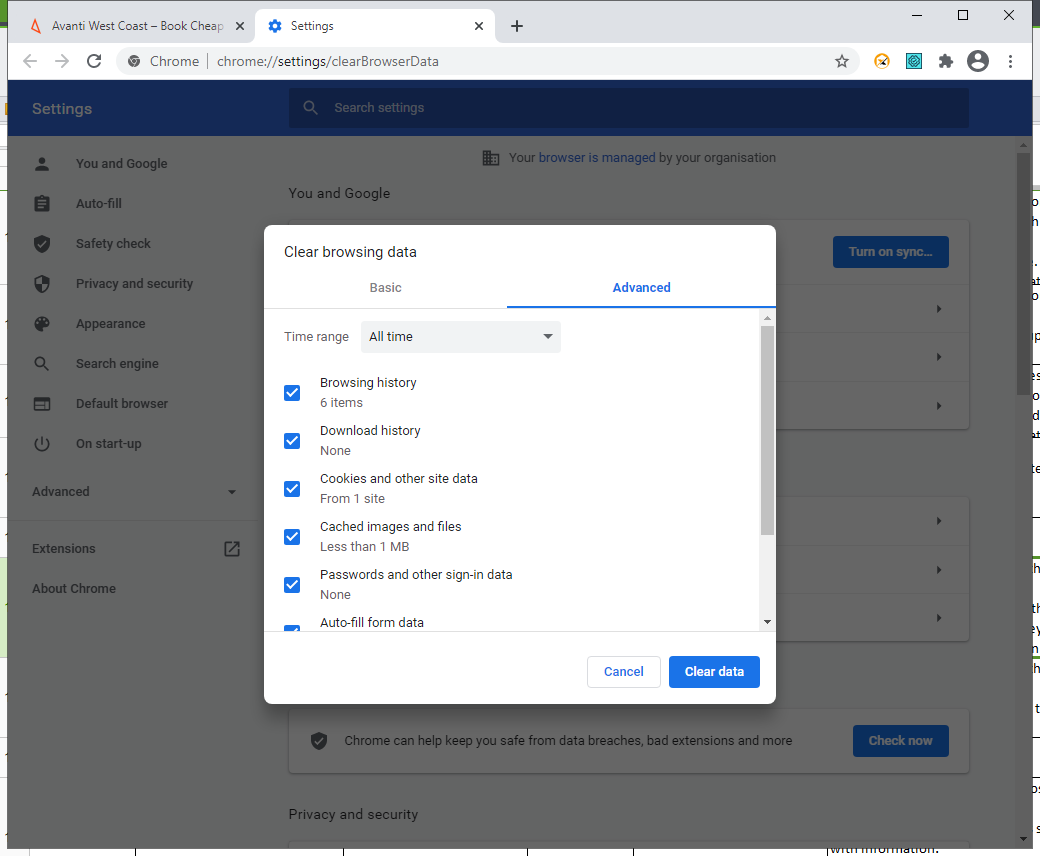 Avanti West Coast – Book Cheap
Settings
Chrome
chrome://settings/clearBrowserData
Settings
Search settings
Your browser is managed by your organisation
You and Google
Auto-fill
Safety check
Privacy and security
Appearance
Search engine
Default browser
On start-up
Advanced
Extensions
About Chrome
You and Google
Turn on sync...
Clear browsing data
Basic
Advanced
Time range
All time
Browsing history
6 items
Download history
None
Cookies and other site data
From 1 site
Cached images and files
Less than 1 MB
Passwords and other sign-in data
None
Auto-fill form data
Cancel
Clear data
Chrome can help keep you safe from data breaches, bad extensions and more
Check now
Privacy and security
with information.